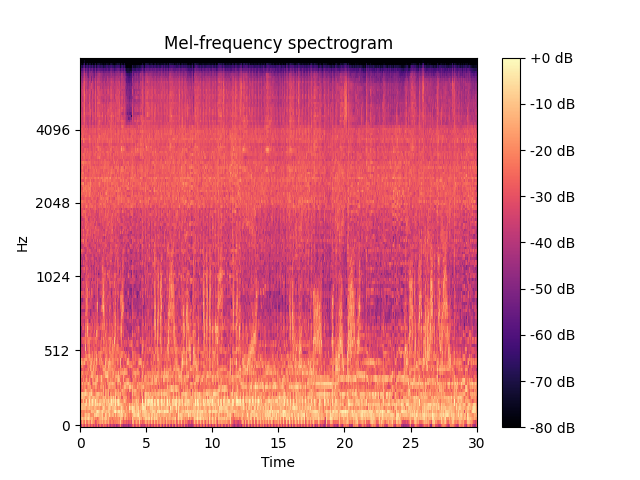 Mel-frequency spectrogram
Hz
4096
2048
1024
512
0
0 5 10 15 20 25 30
Time
+0 dB
-10 dB
-20 dB
-30 dB
-40 dB
-50 dB
-60 dB
-70 dB
-80 dB